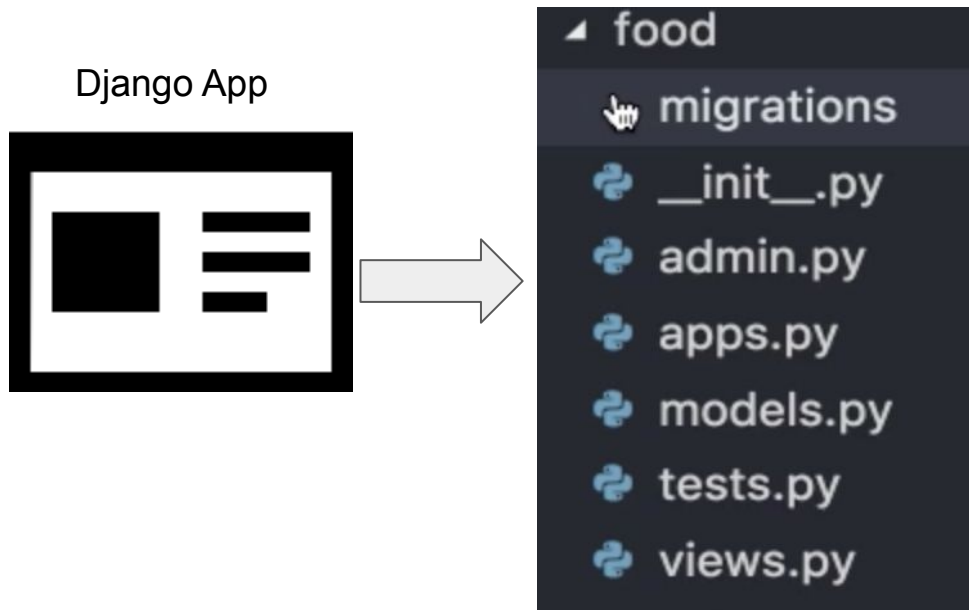 Django App
food
migrations
__init__.py
admin.py
apps.py
models.py
tests.py
views.py